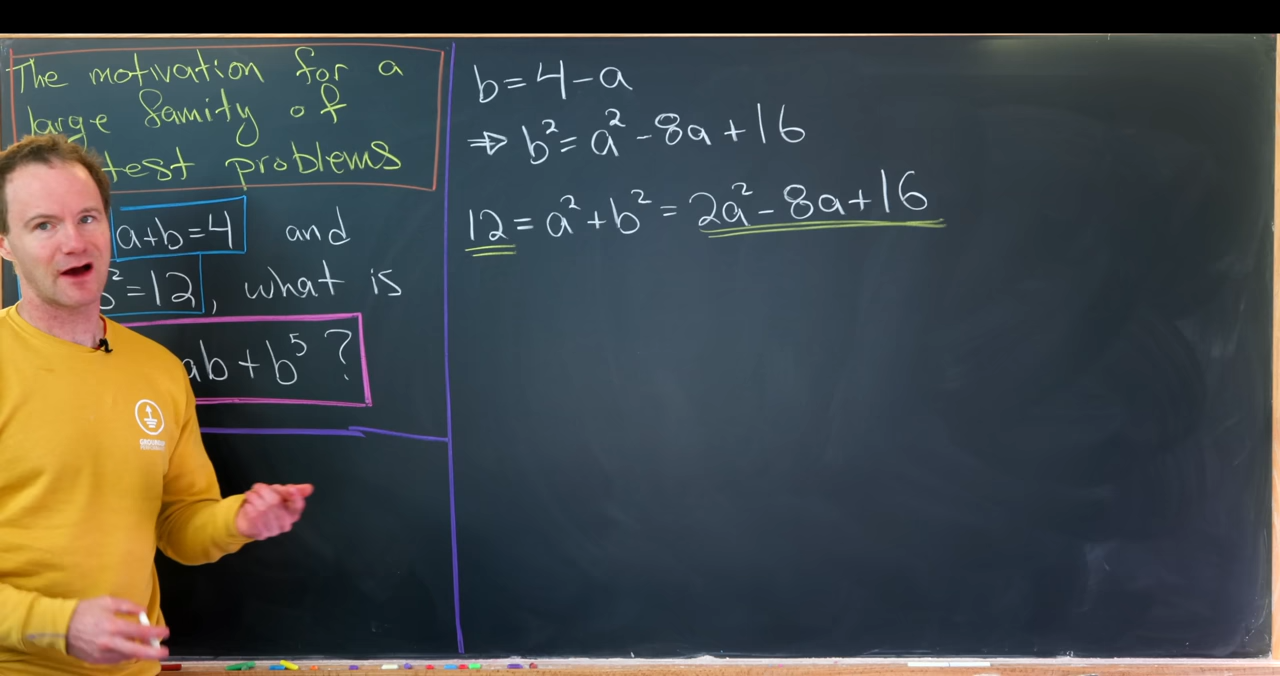 The motivation for a
large family of
test problems
a+b=4 and
b²=12, what is
ab+b⁵?
b=4-a
⇒ b²=a²-8a+16
12=a²+b²=2a²-8a+16